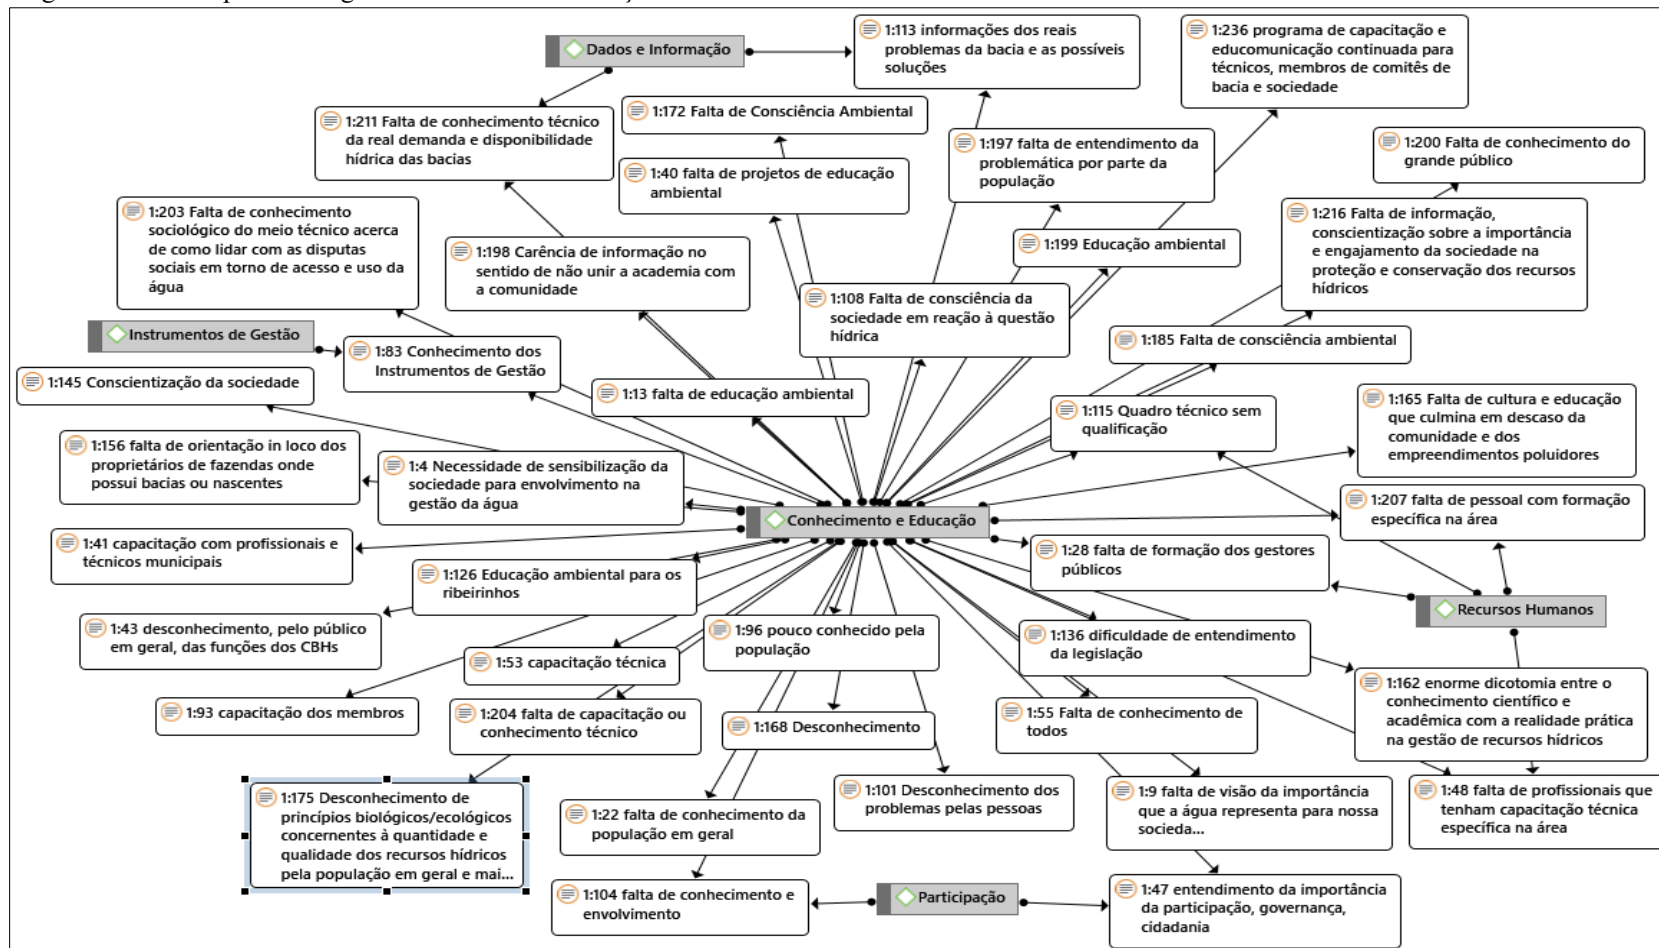 Dados e Informação
1:113 informações dos reais
problemas da bacia e as possíveis
soluções
1:236 programa de capacitação e
educomunicação continuada para
técnicos, membros de comitês de
bacia e sociedade
1:211 Falta de conhecimento técnico
da real demanda e disponibilidade
hídrica das bacias
1:172 Falta de Consciência Ambiental
1:197 falta de entendimento da
problemática por parte da
população
1:200 Falta de conhecimento do
grande público
1:40 falta de projetos de educação
ambiental
1:203 Falta de conhecimento
sociológico do meio técnico acerca
de como lidar com as disputas
sociais em torno de acesso e uso da
água
1:198 Carência de informação no
sentido de não unir a academia com
a comunidade
1:199 Educação ambiental
1:216 Falta de informação,
conscientização sobre a importância
e engajamento da sociedade na
proteção e conservação dos recursos
hídricos
1:108 Falta de consciência da
sociedade em reação à questão
hídrica
Instrumentos de Gestão
1:83 Conhecimento dos
Instrumentos de Gestão
1:185 Falta de consciência ambiental
1:145 Conscientização da sociedade
1:13 falta de educação ambiental
1:115 Quadro técnico sem
qualificação
1:165 Falta de cultura e educação
que culmina em descaso da
comunidade e dos
empreendimentos poluidores
1:156 falta de orientação in loco dos
proprietários de fazendas onde
possui bacias ou nascentes
1:4 Necessidade de sensibilização da
sociedade para envolvimento na
gestão da água
Conhecimento e Educação
1:207 falta de pessoal com formação
específica na área
1:41 capacitação com profissionais e
técnicos municipais
1:28 falta de formação dos gestores
públicos
1:126 Educação ambiental para os
ribeirinhos
Recursos Humanos
1:43 desconhecimento, pelo público
em geral, das funções dos CBHs
1:96 pouco conhecido pela
população
1:136 dificuldade de entendimento
da legislação
1:53 capacitação técnica
1:162 enorme dicotomia entre o
conhecimento científico e
acadêmica com a realidade prática
na gestão de recursos hídricos
1:93 capacitação dos membros
1:204 falta de capacitação ou
conhecimento técnico
1:168 Desconhecimento
1:55 Falta de conhecimento de
todos
1:175 Desconhecimento de
princípios biológicos/ecológicos
concernentes à quantidade e
qualidade dos recursos hídricos
pela população em geral e mai...
1:101 Desconhecimento dos
problemas pelas pessoas
1:9 falta de visão da importância
que a água representa para nossa
socieda...
1:48 falta de profissionais que
tenham capacitação técnica
específica na área
1:22 falta de conhecimento da
população em geral
1:104 falta de conhecimento e
envolvimento
Participação
1:47 entendimento da importância
da participação, governança,
cidadania